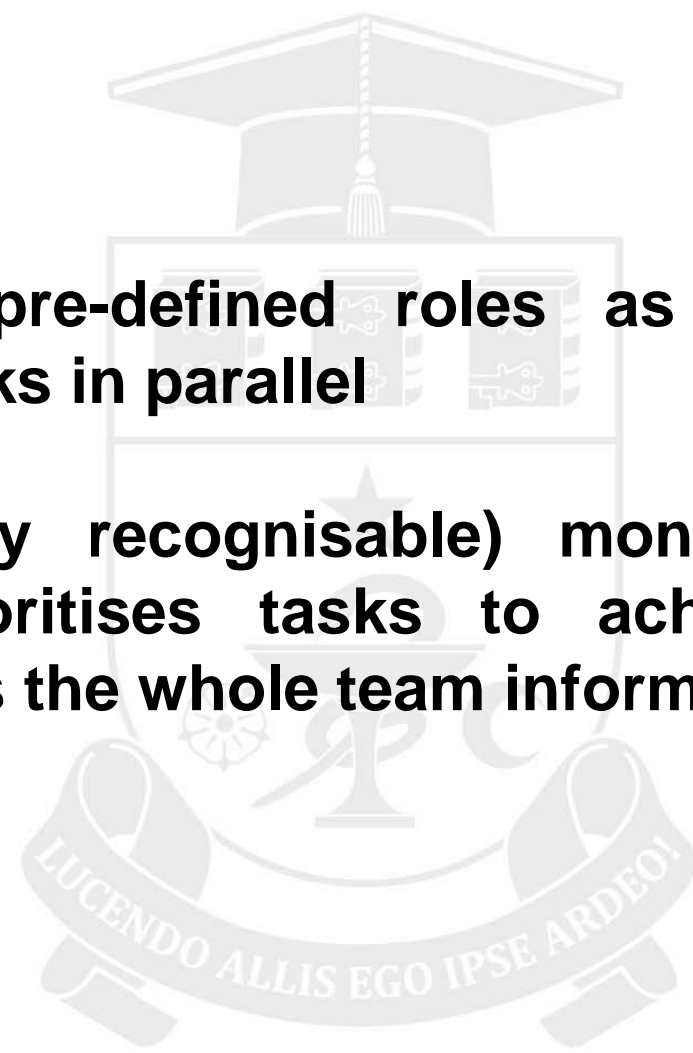 pre-defined roles as
ks in parallel
y recognisable) mon
oritises tasks to ach
s the whole team inform
LUCENDO ALLIS EGO IPSE ARDEO!